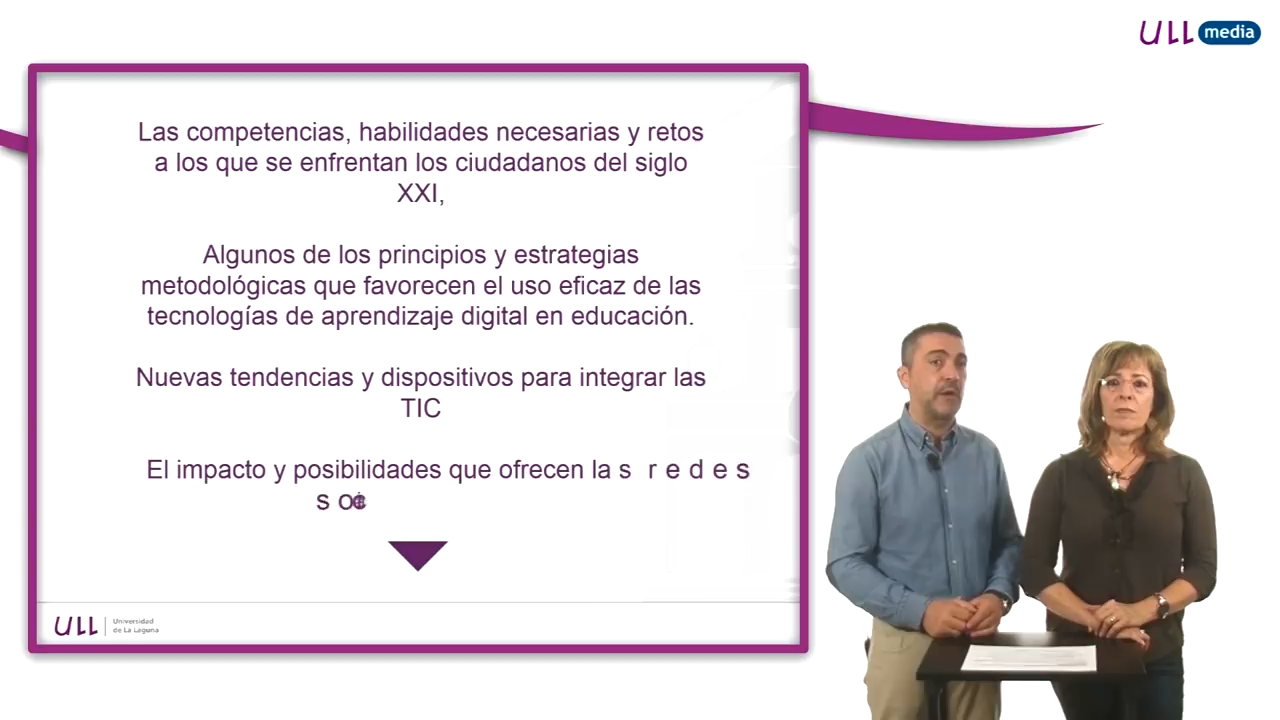 ULL media
Las competencias, habilidades necesarias y retos
a los que se enfrentan los ciudadanos del siglo
XXI,
Algunos de los principios y estrategias
metodológicas que favorecen el uso eficaz de las
tecnologías de aprendizaje digital en educación.
Nuevas tendencias y dispositivos para integrar las
TIC
El impacto y posibilidades que ofrecen las redes
ULL
Universidad
de La Laguna